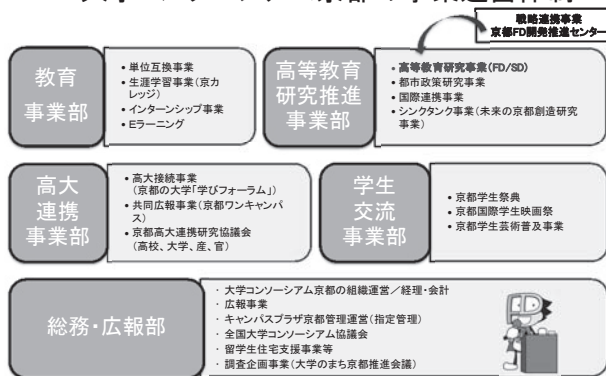 戦略連携事業
京都FD開発推進センター
教育
事業部
• 単位互換事業
• 生涯学習事業(京カ
レッジ)
• インターンシップ事業
• Eラーニング
高等教育
研究推進
事業部
• 高等教育研究事業(FD/SD)
• 都市政策研究事業
• 国際連携事業
• シンクタンク事業(未来の京都創造研究
事業)
高大
連携
事業部
• 高大接続事業
(京都の大学「学びフォーラム」)
• 共同広報事業(京都ワンキャンパ
ス)
• 京都高大連携研究協議会
(高校、大学、産、官)
学生
交流
事業部
• 京都学生祭典
• 京都国際学生映画祭
• 京都学生芸術普及事業
総務・広報部
・ 大学コンソーシアム京都の組織運営／経理・会計
・ 広報事業
・ キャンパスプラザ京都管理運営(指定管理)
・ 全国大学コンソーシアム協議会
・ 留学生住宅支援事業等
・ 調査企画事業(大学のまち京都推進会議)